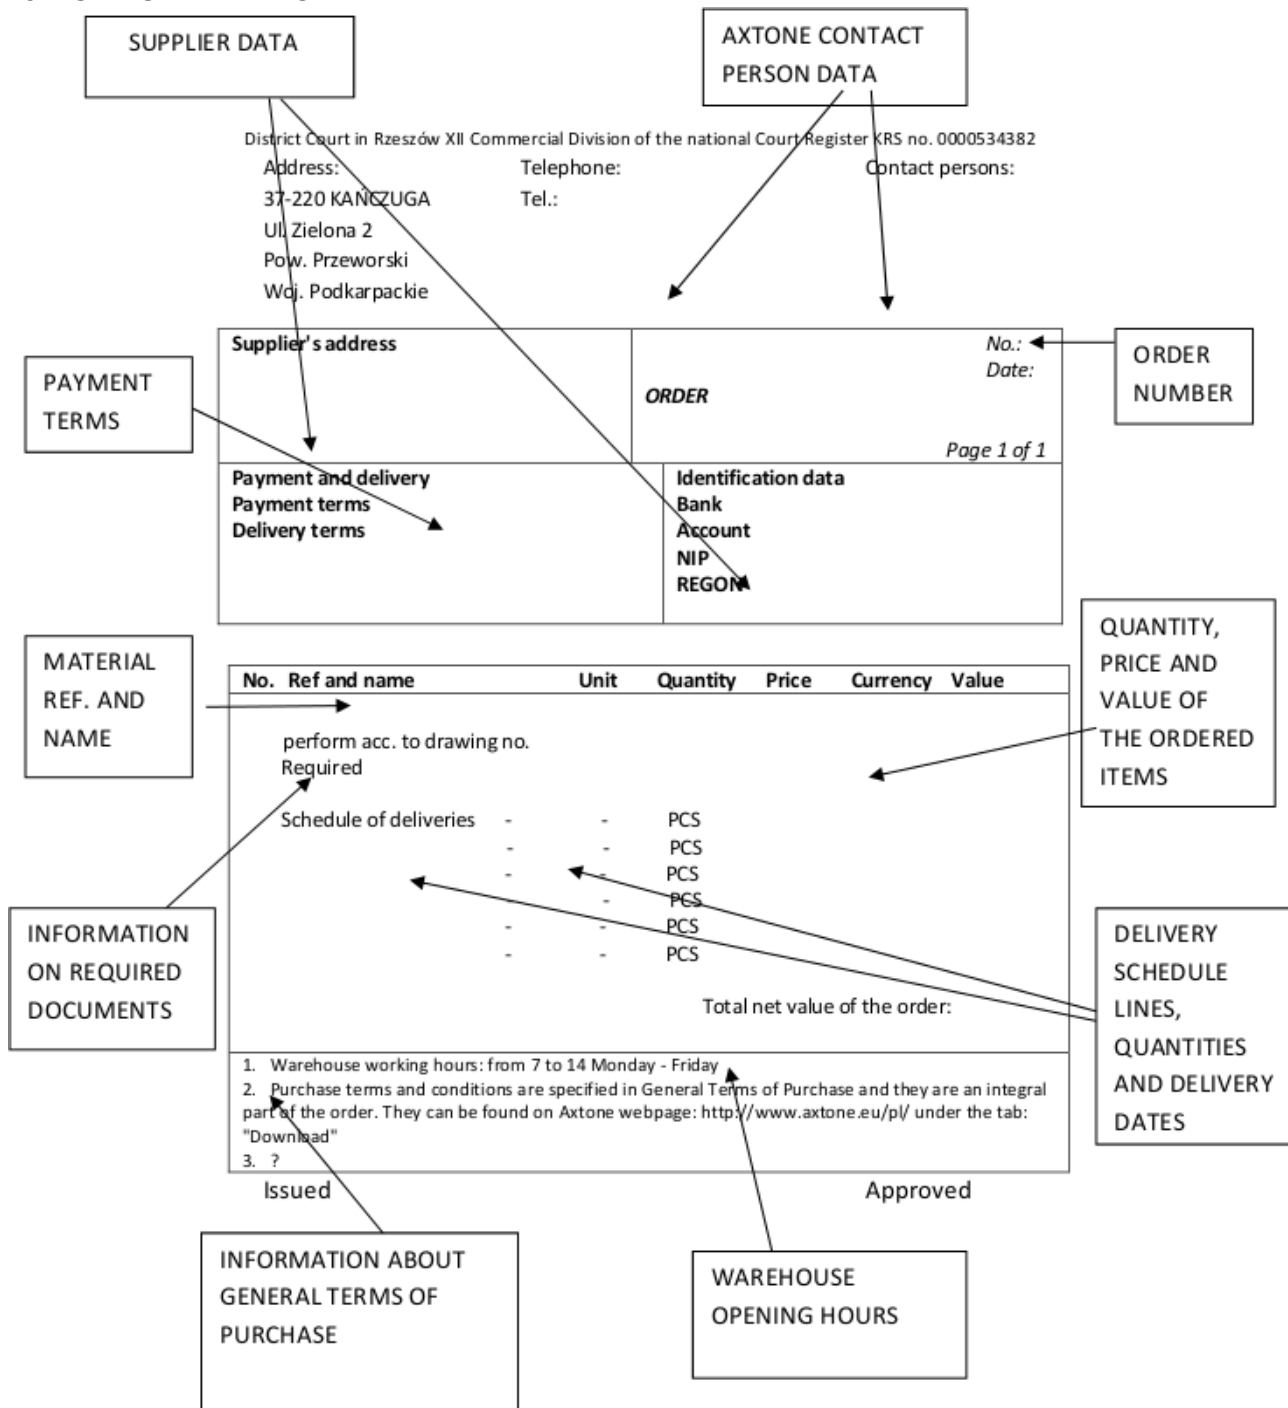 SUPPLIER DATA
AXTONE CONTACT
PERSON DATA
District Court in Rzeszów XII Commercial Division of the national Court Register KRS no. 0000534382
Address: Telephone: Contact persons:
37-220 KAŃCZUGA Tel.:
Ul. Zielona 2
Pow. Przeworski
Woj. Podkarpackie
Supplier's address
No.:
Date:
ORDER
Page 1 of 1
ORDER
NUMBER
PAYMENT
TERMS
Payment and delivery
Payment terms
Delivery terms
Identification data
Bank
Account
NIP
REGON
MATERIAL
REF. AND
NAME
QUANTITY,
PRICE AND
VALUE OF
THE ORDERED
ITEMS
No. Ref and name Unit Quantity Price Currency Value
perform acc. to drawing no.
Required
Schedule of deliveries - - PCS
- - PCS
- - PCS
- - PCS
- - PCS
- - PCS
Total net value of the order:
INFORMATION
ON REQUIRED
DOCUMENTS
DELIVERY
SCHEDULE
LINES,
QUANTITIES
AND DELIVERY
DATES
1. Warehouse working hours: from 7 to 14 Monday - Friday
2. Purchase terms and conditions are specified in General Terms of Purchase and they are an integral
part of the order. They can be found on Axtone webpage: http://www.axtone.eu/pl/ under the tab:
"Download"
3. ?
Issued Approved
INFORMATION ABOUT
GENERAL TERMS OF
PURCHASE
WAREHOUSE
OPENING HOURS